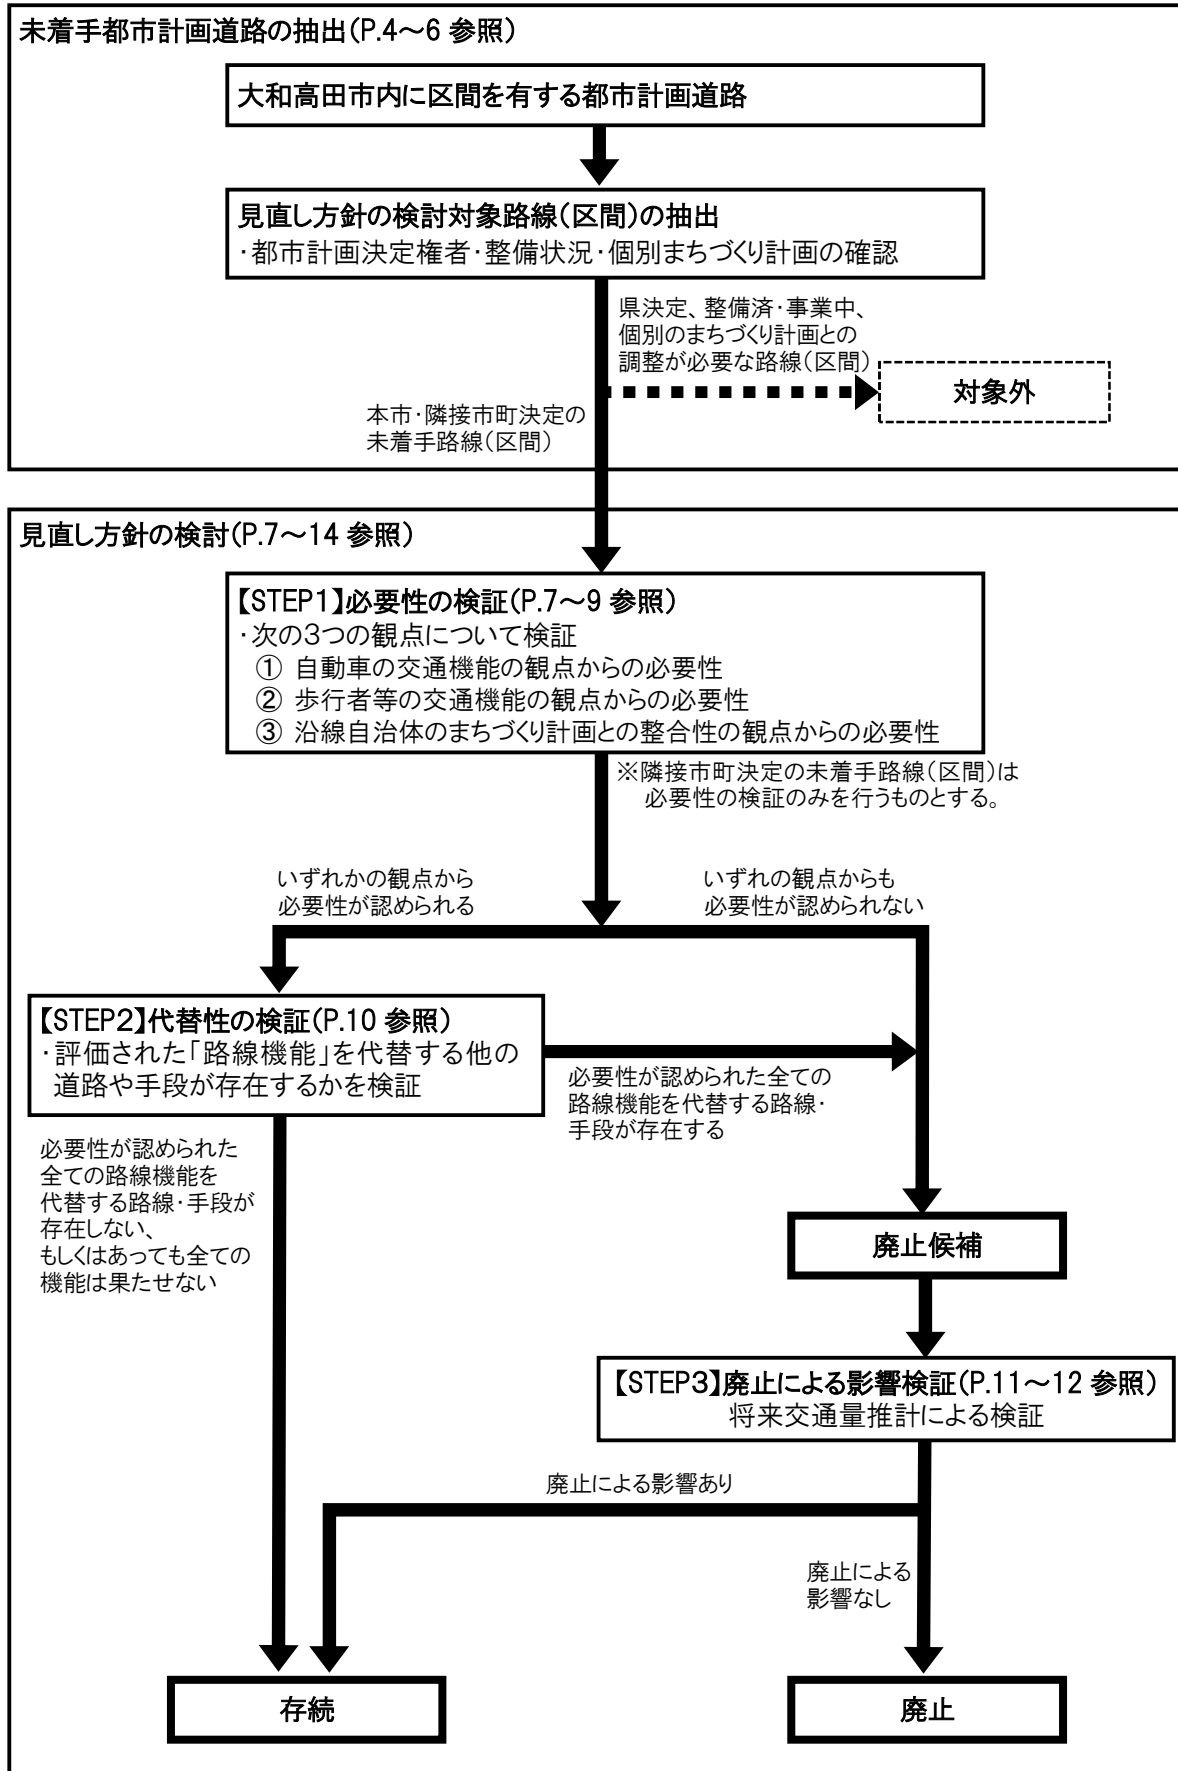 未着手都市計画道路の抽出(P.4～6 参照)
大和高田市内に区間を有する都市計画道路
見直し方針の検討対象路線(区間)の抽出
・都市計画決定権者・整備状況・個別まちづくり計画の確認
県決定、整備済・事業中、
個別のまちづくり計画との
調整が必要な路線(区間)
対象外
本市・隣接市町決定の
未着手路線(区間)
見直し方針の検討(P.7～14 参照)
【STEP1】必要性の検証(P.7～9 参照)
・次の3つの観点について検証
① 自動車の交通機能の観点からの必要性
② 歩行者等の交通機能の観点からの必要性
③ 沿線自治体のまちづくり計画との整合性の観点からの必要性
※隣接市町決定の未着手路線(区間)は
必要性の検証のみを行うものとする。
いずれかの観点から
必要性が認められる
いずれの観点からも
必要性が認められない
【STEP2】代替性の検証(P.10 参照)
・評価された「路線機能」を代替する他の
道路や手段が存在するかを検証
必要性が認められた全ての
路線機能を代替する路線・
手段が存在する
必要性が認められた
全ての路線機能を
代替する路線・手段が
存在しない、
もしくはあっても全ての
機能は果たせない
廃止候補
【STEP3】廃止による影響検証(P.11～12 参照)
将来交通量推計による検証
廃止による影響あり
廃止による
影響なし
存続
廃止